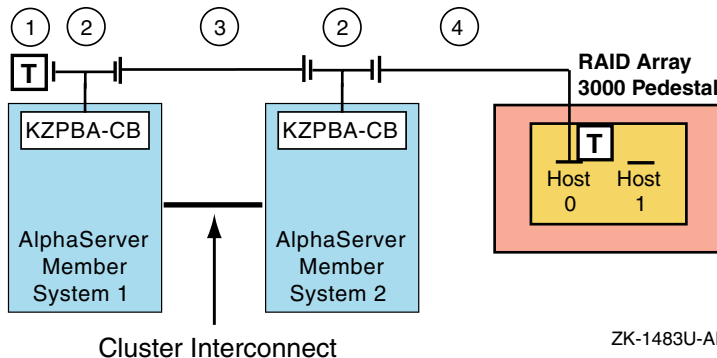 1 2 3 2 4
T
RAID Array
3000 Pedestal
KZPBA-CB
KZPBA-CB
T
Host
0
Host
1
AlphaServer
Member
System 1
AlphaServer
Member
System 2
Cluster Interconnect
ZK-1483U-AI